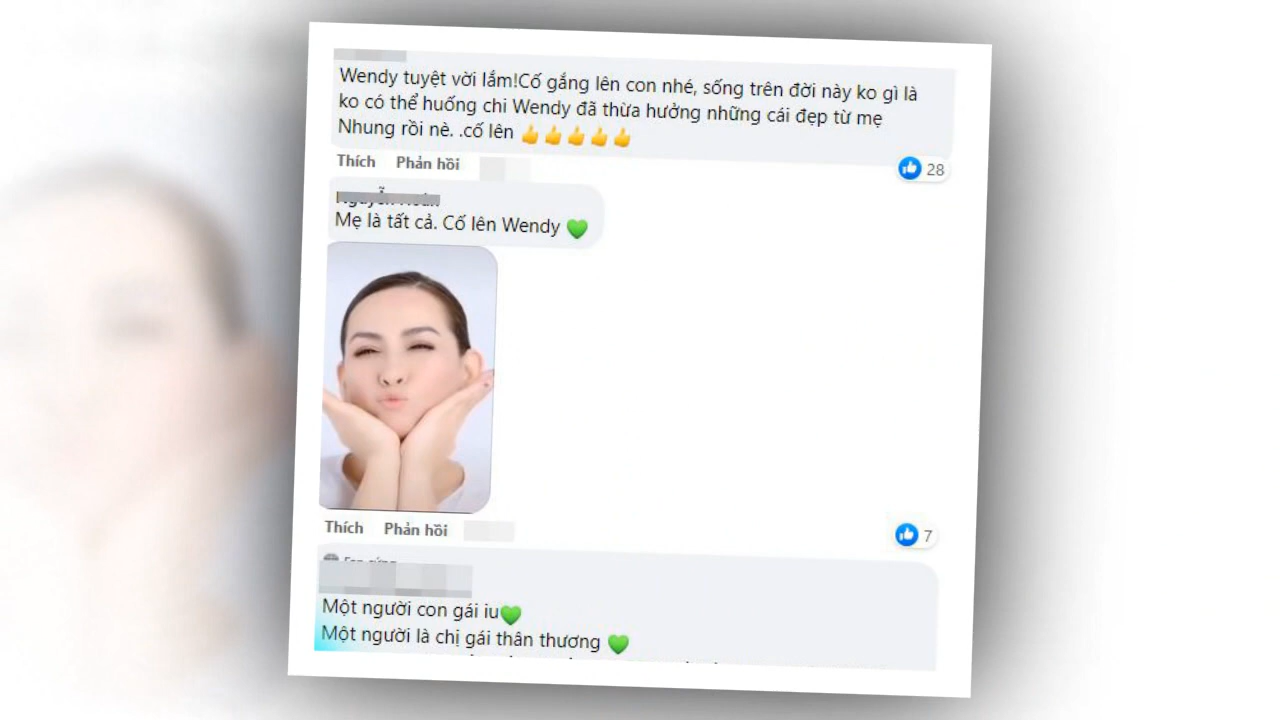 Wendy tuyệt vời lắm!Cố gắng lên con nhé, sống trên đời này ko gì là
ko có thể huống chi Wendy đã thừa hưởng những cái đẹp từ mẹ
Nhung rồi nè. .cố lên 👍👍👍👍👍
Thích Phản hồi
28
Mẹ là tất cả. Cố lên Wendy 💚
Thích Phản hồi
7
Một người con gái iu💚
Một người là chị gái thân thương 💚